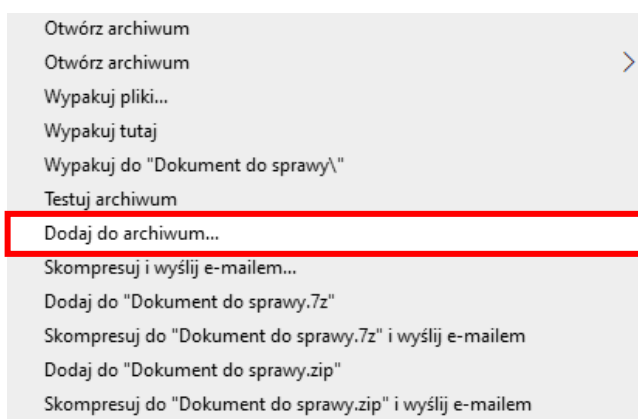 Otwórz archiwum
Otwórz archiwum
Wypakuj pliki...
Wypakuj tutaj
Wypakuj do "Dokument do sprawy\"
Testuj archiwum
Dodaj do archiwum...
Skompresuj i wyślij e-mailem...
Dodaj do "Dokument do sprawy.7z"
Skompresuj do "Dokument do sprawy.7z" i wyślij e-mailem
Dodaj do "Dokument do sprawy.zip"
Skompresuj do "Dokument do sprawy.zip" i wyślij e-mailem